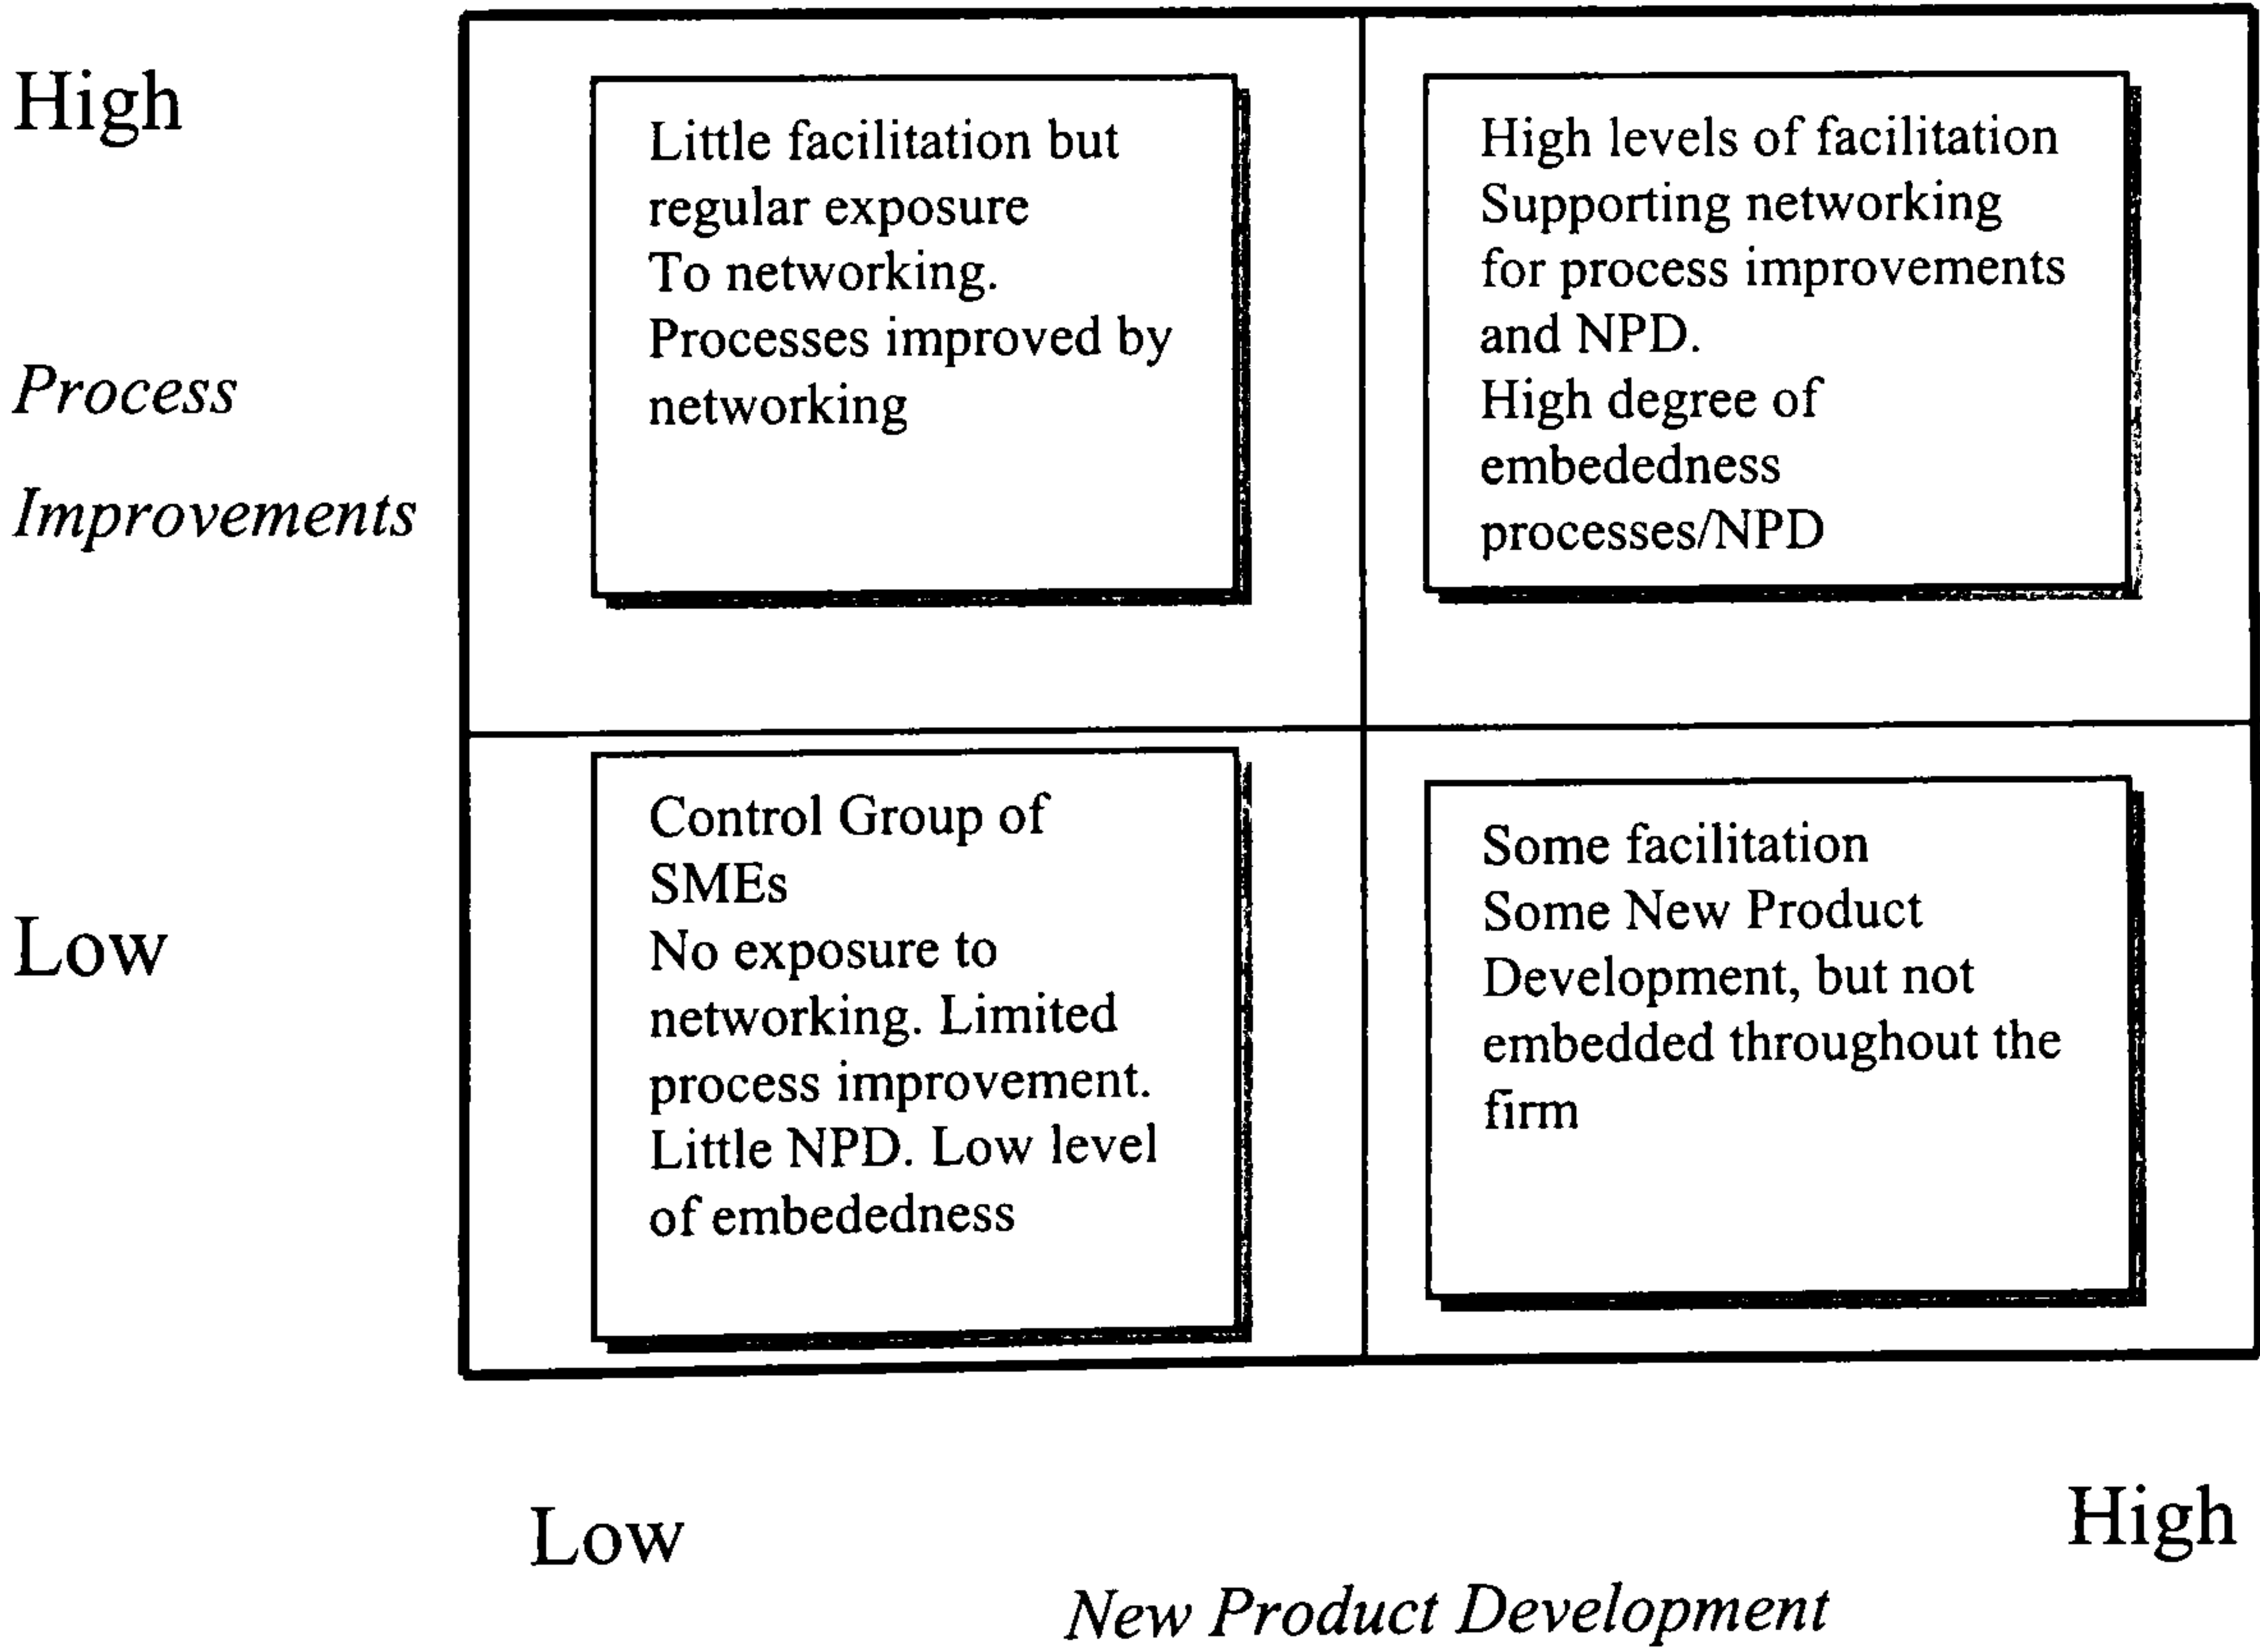 High
Process
Improvements
Low
Little facilitation but
regular exposure
To networking.
Processes improved by
networking
High levels of facilitation
Supporting networking
for process improvements
and NPD.
High degree of
embededness
processes/NPD
Control Group of
SMEs
No exposure to
networking. Limited
process improvement.
Little NPD. Low level
of embededness
Some facilitation
Some New Product
Development, but not
embedded throughout the
firm
Low
High
New Product Development